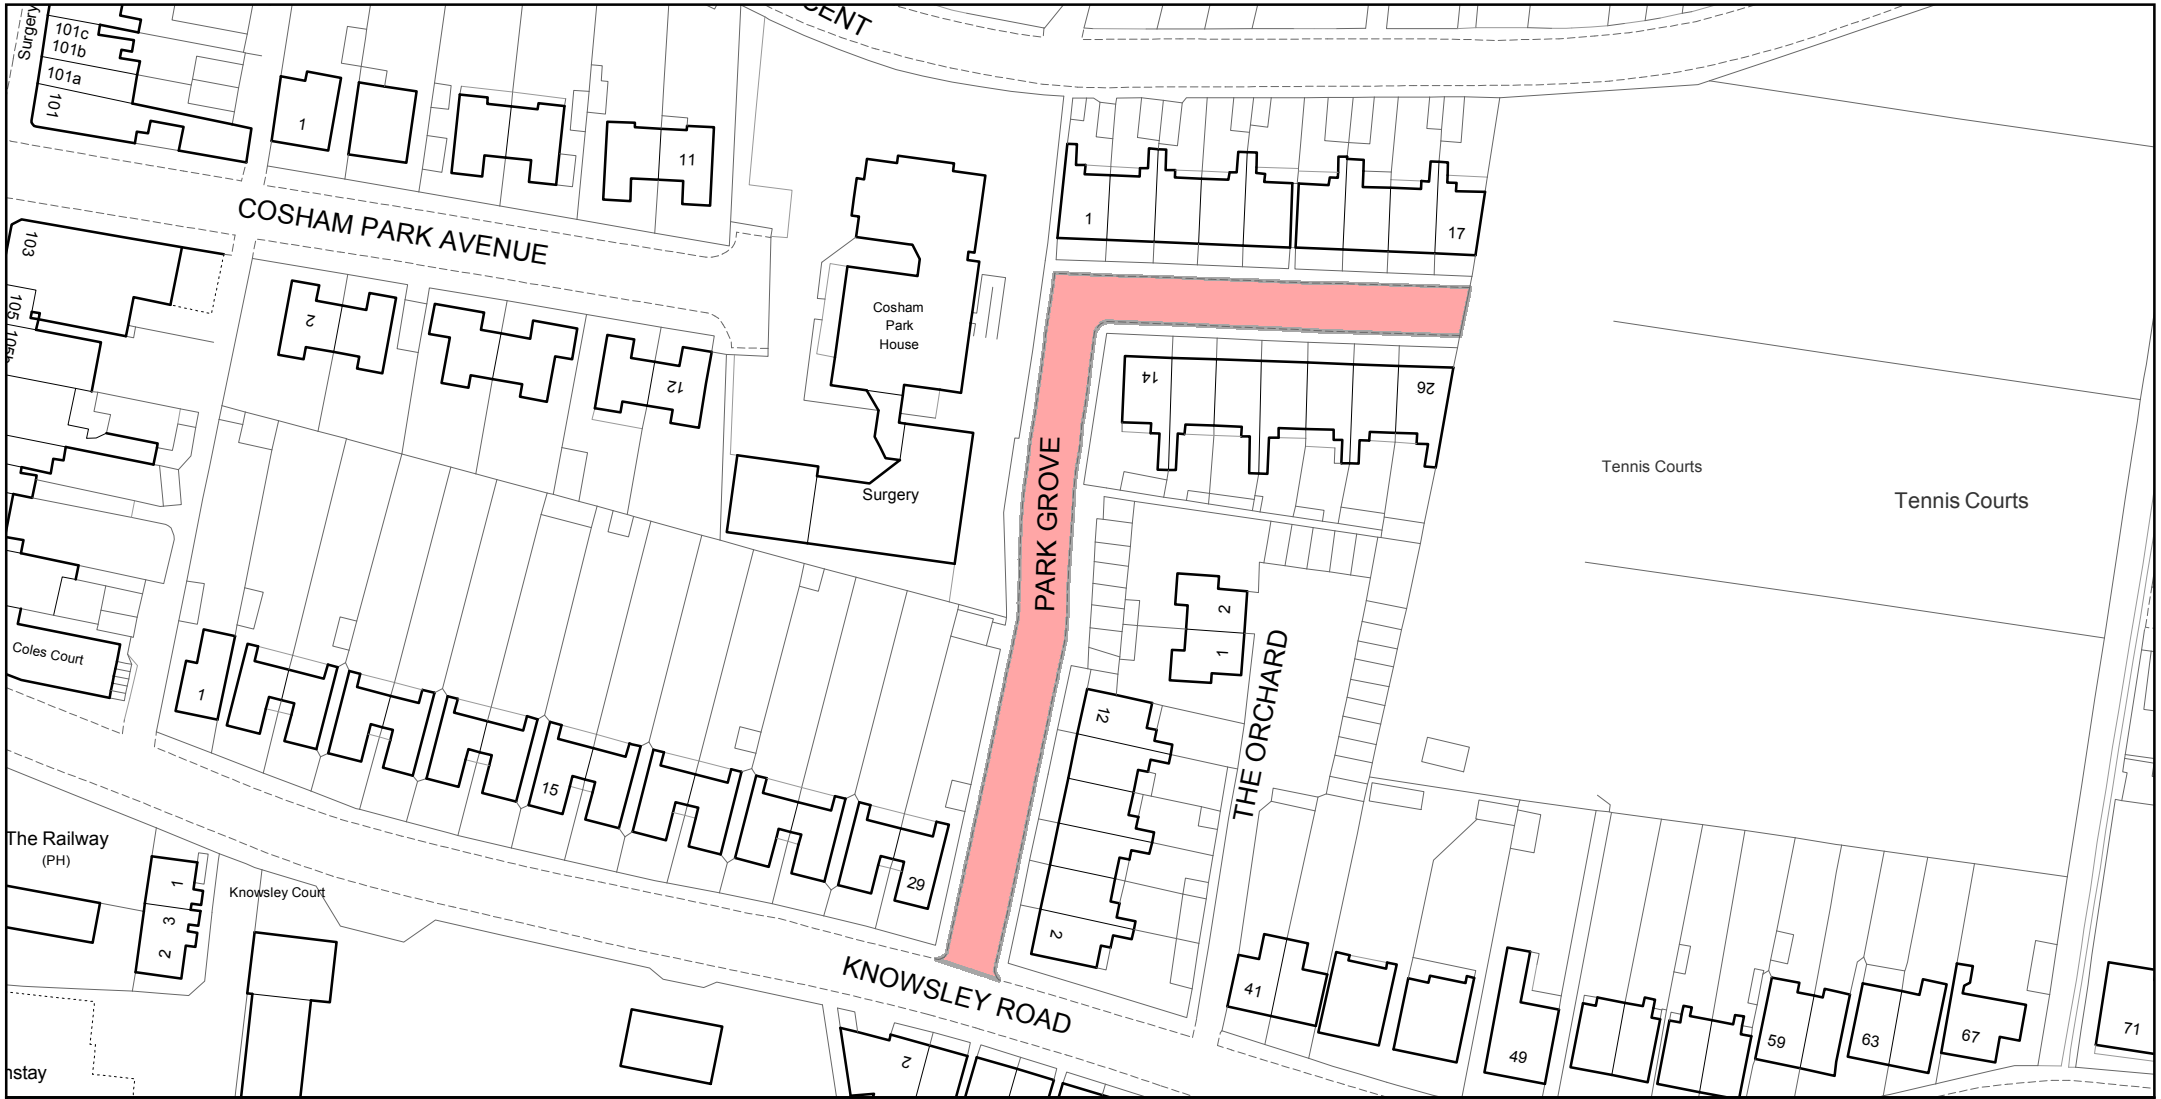 CENT
Surgery
101c
101b
101a
101
1
11
COSHAM PARK AVENUE
103
105
105b
2
12
Cosham
Park
House
Surgery
1
17
14
26
PARK GROVE
Tennis Courts
Tennis Courts
2
1
THE ORCHARD
12
2
Coles Court
1
15
29
The Railway
(PH)
1
3
2
Knowsley Court
KNOWSLEY ROAD
nstay
2
41
49
59
63
67
71